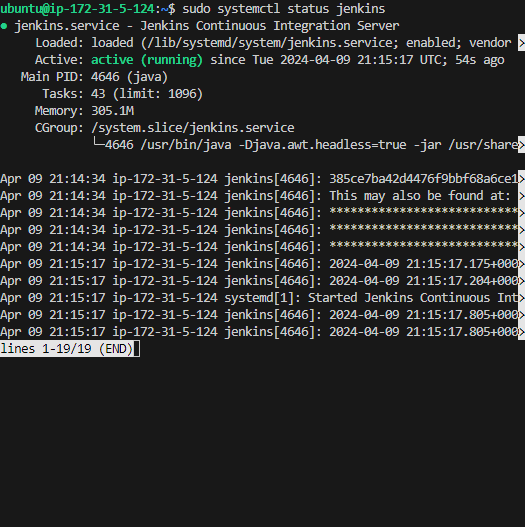 ubuntu@ip-172-31-5-124:~$ sudo systemctl status jenkins
● jenkins.service - Jenkins Continuous Integration Server
     Loaded: loaded (/lib/systemd/system/jenkins.service; enabled; vendor >
     Active: active (running) since Tue 2024-04-09 21:15:17 UTC; 54s ago
   Main PID: 4646 (java)
      Tasks: 43 (limit: 1096)
     Memory: 305.1M
     CGroup: /system.slice/jenkins.service
             └─4646 /usr/bin/java -Djava.awt.headless=true -jar /usr/share>
Apr 09 21:14:34 ip-172-31-5-124 jenkins[4646]: 385ce7ba42d4476f9bbf68a6ce1>
Apr 09 21:14:34 ip-172-31-5-124 jenkins[4646]: This may also be found at: >
Apr 09 21:14:34 ip-172-31-5-124 jenkins[4646]: ***************************>
Apr 09 21:14:34 ip-172-31-5-124 jenkins[4646]: ***************************>
Apr 09 21:14:34 ip-172-31-5-124 jenkins[4646]: ***************************>
Apr 09 21:15:17 ip-172-31-5-124 jenkins[4646]: 2024-04-09 21:15:17.175+000>
Apr 09 21:15:17 ip-172-31-5-124 jenkins[4646]: 2024-04-09 21:15:17.204+000>
Apr 09 21:15:17 ip-172-31-5-124 systemd[1]: Started Jenkins Continuous Int>
Apr 09 21:15:17 ip-172-31-5-124 jenkins[4646]: 2024-04-09 21:15:17.805+000>
Apr 09 21:15:17 ip-172-31-5-124 jenkins[4646]: 2024-04-09 21:15:17.805+000>
lines 1-19/19 (END)